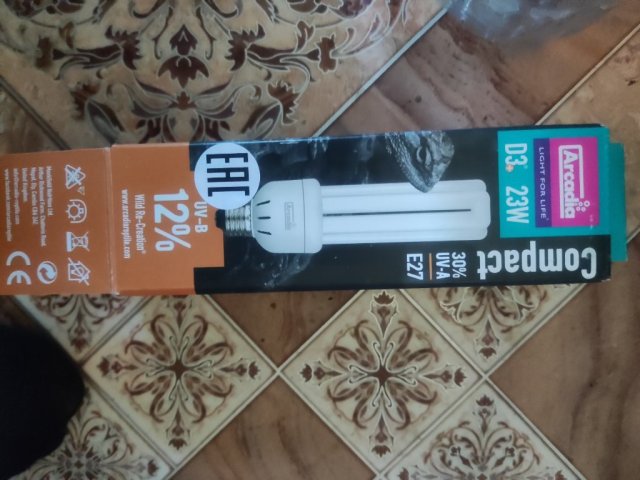 Arcadia
LIGHT FOR LIFE
D3+ 23W
Compact
30%
UV-A
E27
Arcadia
EAC
UV-B
12%
Wild Re-Creation®
www.arcadiareptile.com
CE